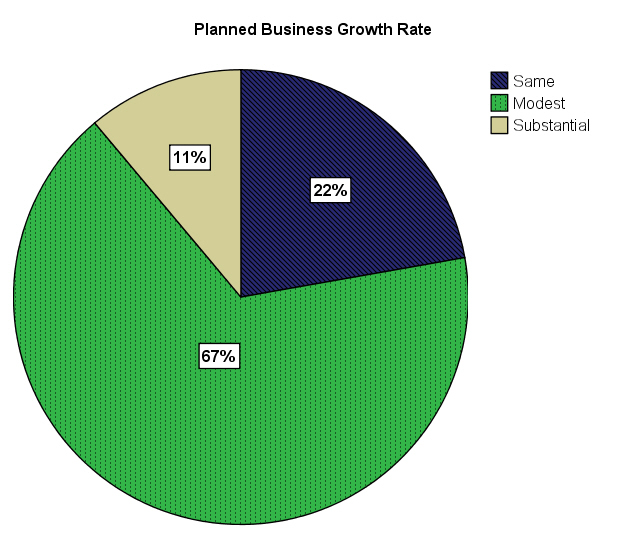 Planned Business Growth Rate
Same
Modest
Substantial
11%
22%
67%